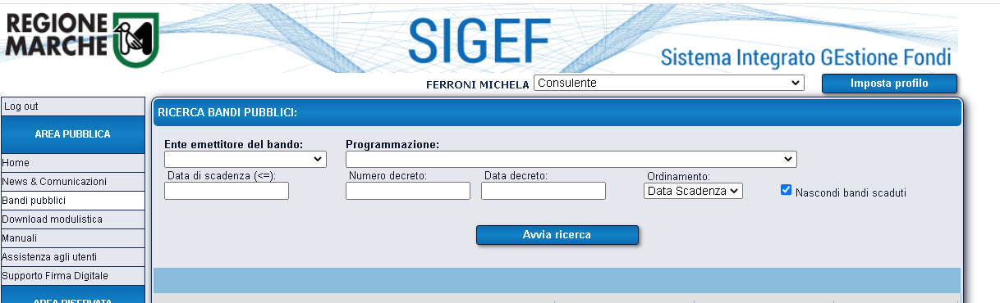 REGIONE
MARCHE
SIGEF
Sistema Integrato GEstione Fondi
FERRONI MICHELA Consulente Imposta profilo
Log out
AREA PUBBLICA
Home
News & Comunicazioni
Bandi pubblici
Download modulistica
Manuali
Assistenza agli utenti
Supporto Firma Digitale
AREA RISERVATA
RICERCA BANDI PUBBLICI:
Ente emettitore del bando: Programmazione:
Data di scadenza (<=): Numero decreto: Data decreto: Ordinamento:
Data Scadenza Nascondi bandi scaduti
Avvia ricerca